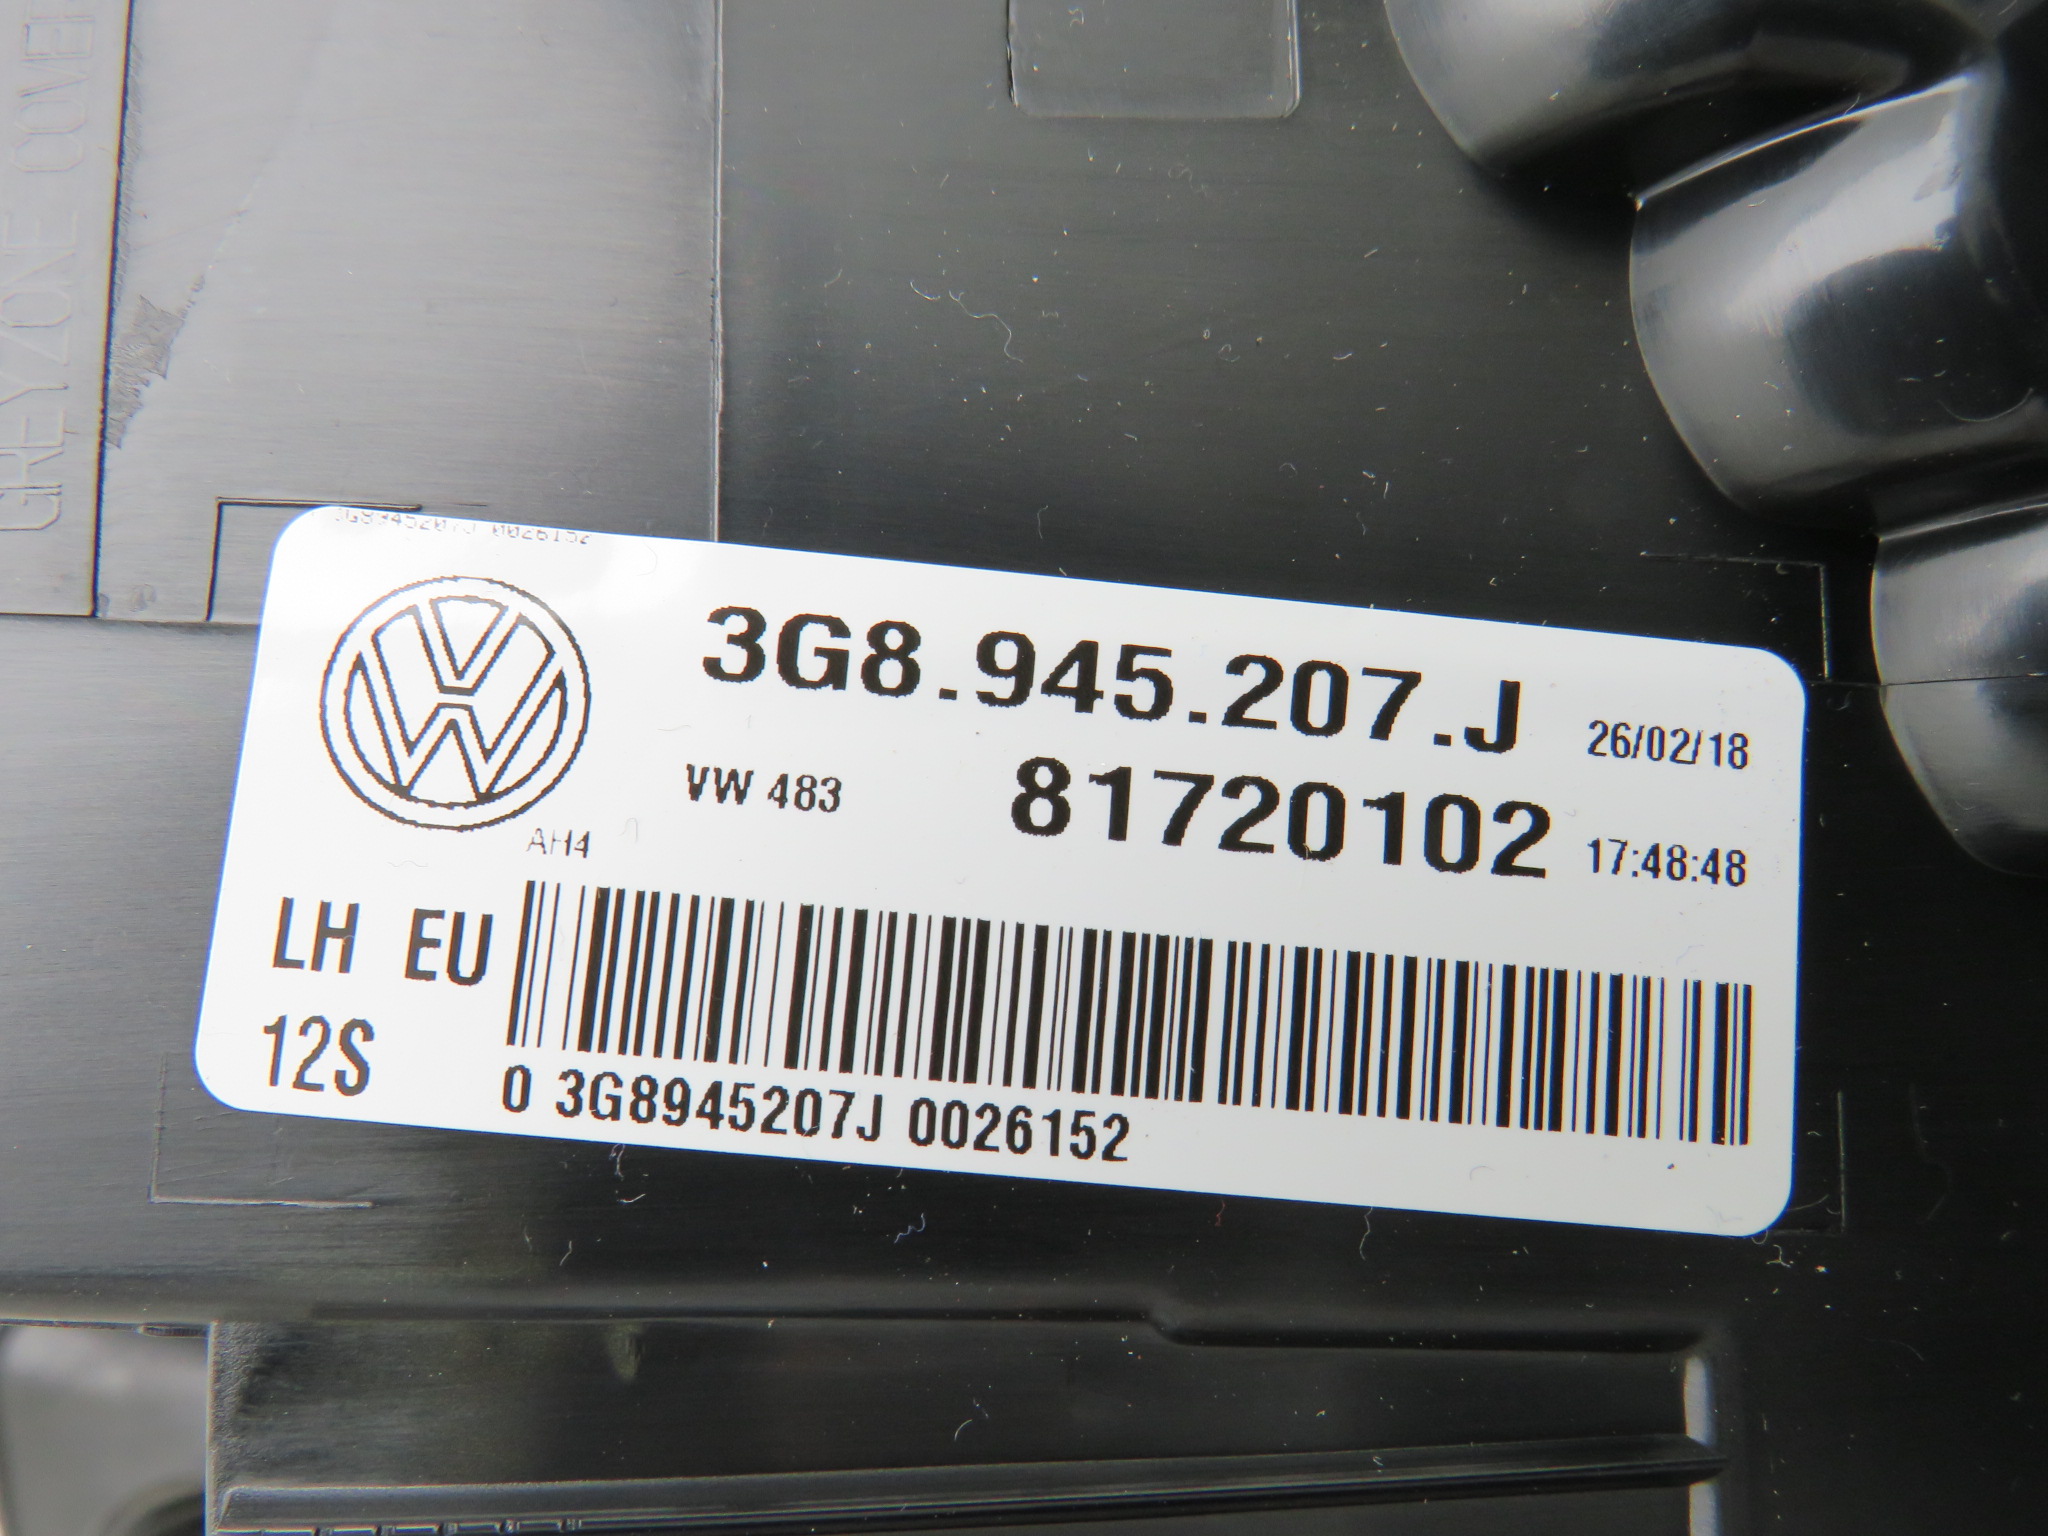 GREYZONE COVER
3G8945207J 0026152
3G8.945.207.J 26/02/18
VW 483 81720102 17:48:48
AH4
LH EU
12S
0 3G8945207J 0026152